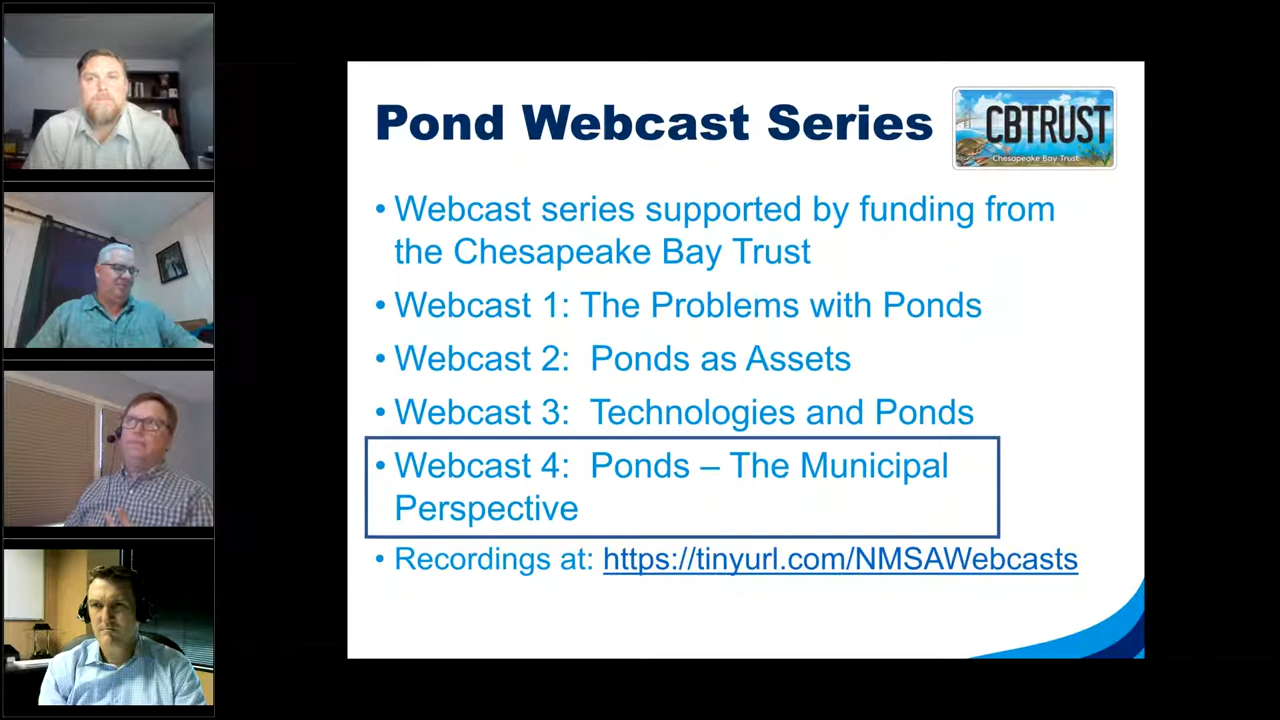 Pond Webcast Series
CBTRUST
Chesapeake Bay Trust
• Webcast series supported by funding from
the Chesapeake Bay Trust
• Webcast 1: The Problems with Ponds
• Webcast 2: Ponds as Assets
• Webcast 3: Technologies and Ponds
• Webcast 4: Ponds – The Municipal
Perspective
• Recordings at: https://tinyurl.com/NMSAWebcasts